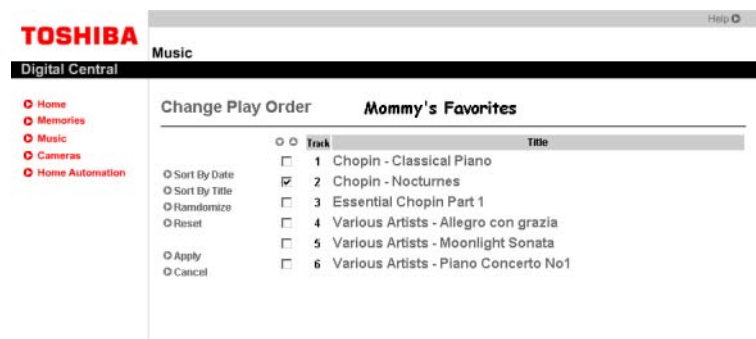 Help
TOSHIBA
Music
Digital Central
Home
Memories
Music
Cameras
Home Automation
Change Play Order Mommy's Favorites
Track Title
1 Chopin - Classical Piano
Sort By Date
2 Chopin - Nocturnes
Sort By Title
3 Essential Chopin Part 1
Ramdomize
4 Various Artists - Allegro con grazia
Reset
5 Various Artists - Moonlight Sonata
Apply
6 Various Artists - Piano Concerto No1
Cancel